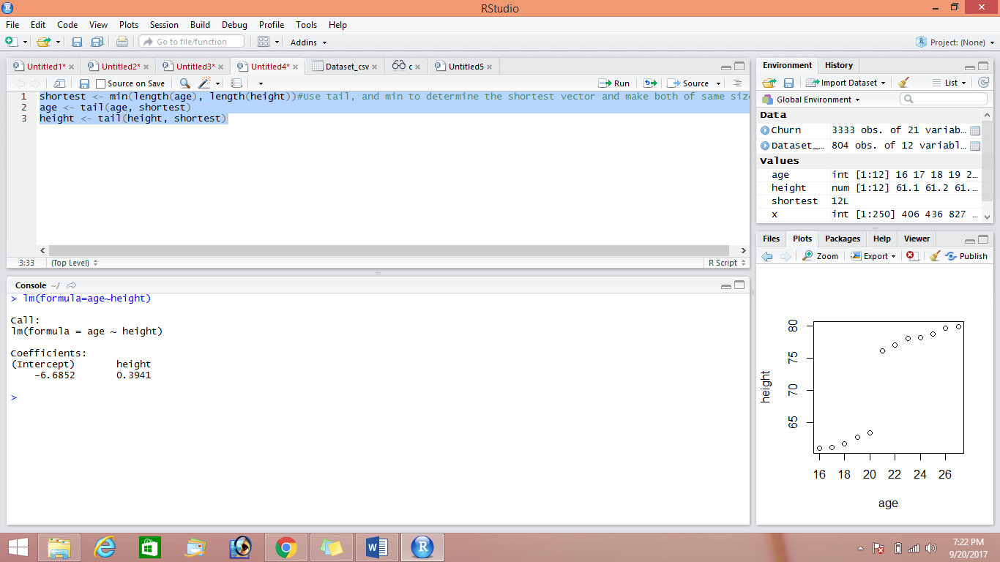 RStudio
File Edit Code View Plots Session Build Debug Profile Tools Help
Go to file/function Addins Project: (None)
Untitled1* Untitled2* Untitled3* Untitled4* Dataset_csv c Untitled5
Source on Save Run Source
1 shortest <- min(length(age), length(height))#Use tail, and min to determine the shortest vector and make both of same siz
2 age <- tail(age, shortest)
3 height <- tail(height, shortest)
3:33 (Top Level) R Script
Console ~/
> lm(formula=age~height)
Call:
lm(formula = age ~ height)
Coefficients:
(Intercept) height
-6.6852 0.3941
>
Environment History
Import Dataset List
Global Environment
Data
Churn 3333 obs. of 21 variab…
Dataset_… 804 obs. of 12 variabl…
Values
age int [1:12] 16 17 18 19 2…
height num [1:12] 61.1 61.2 61.…
shortest 12L
x int [1:250] 406 436 827 …
Files Plots Packages Help Viewer
Zoom Export Publish
height
80
75
70
65
16 18 20 22 24 26
age
7:22 PM
9/20/2017